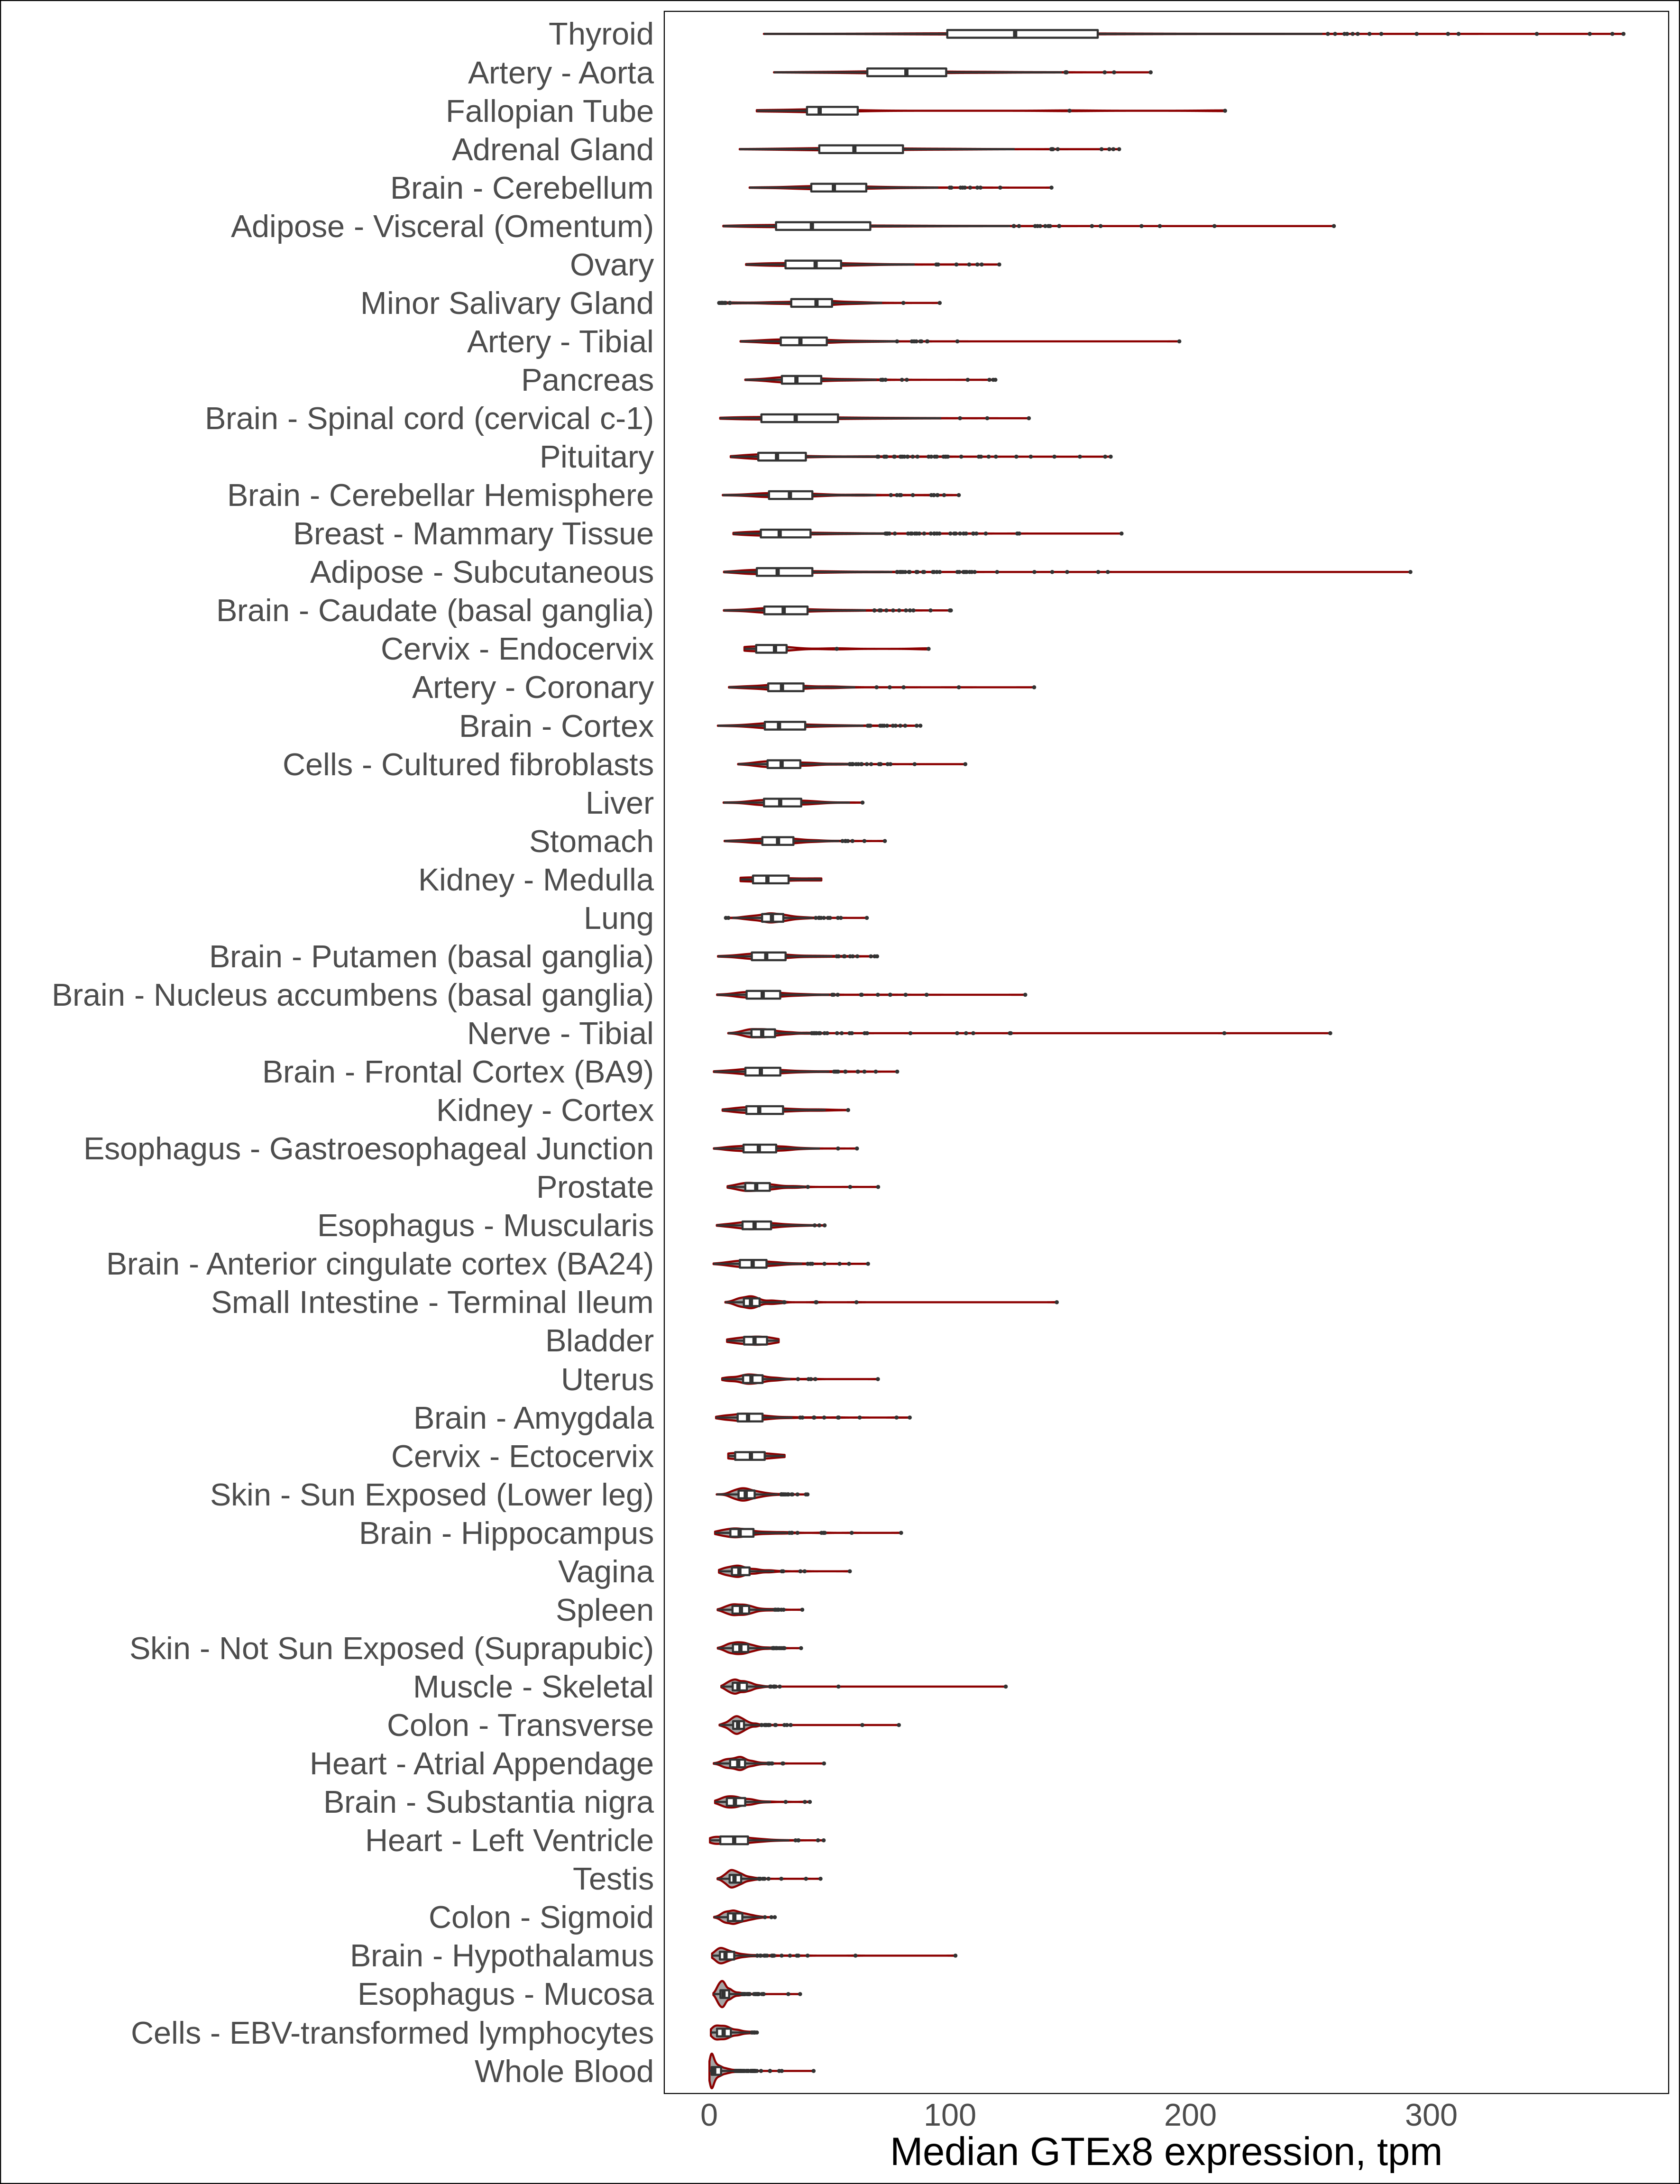 Thyroid
Artery - Aorta
Fallopian Tube
Adrenal Gland
Brain - Cerebellum
Adipose - Visceral (Omentum)
Ovary
Minor Salivary Gland
Artery - Tibial
Pancreas
Brain - Spinal cord (cervical c-1)
Pituitary
Brain - Cerebellar Hemisphere
Breast - Mammary Tissue
Adipose - Subcutaneous
Brain - Caudate (basal ganglia)
Cervix - Endocervix
Artery - Coronary
Brain - Cortex
Cells - Cultured fibroblasts
Liver
Stomach
Kidney - Medulla
Lung
Brain - Putamen (basal ganglia)
Brain - Nucleus accumbens (basal ganglia)
Nerve - Tibial
Brain - Frontal Cortex (BA9)
Kidney - Cortex
Esophagus - Gastroesophageal Junction
Prostate
Esophagus - Muscularis
Brain - Anterior cingulate cortex (BA24)
Small Intestine - Terminal Ileum
Bladder
Uterus
Brain - Amygdala
Cervix - Ectocervix
Skin - Sun Exposed (Lower leg)
Brain - Hippocampus
Vagina
Spleen
Skin - Not Sun Exposed (Suprapubic)
Muscle - Skeletal
Colon - Transverse
Heart - Atrial Appendage
Brain - Substantia nigra
Heart - Left Ventricle
Testis
Colon - Sigmoid
Brain - Hypothalamus
Esophagus - Mucosa
Cells - EBV-transformed lymphocytes
Whole Blood
0 100 200 300
Median GTEx8 expression, tpm